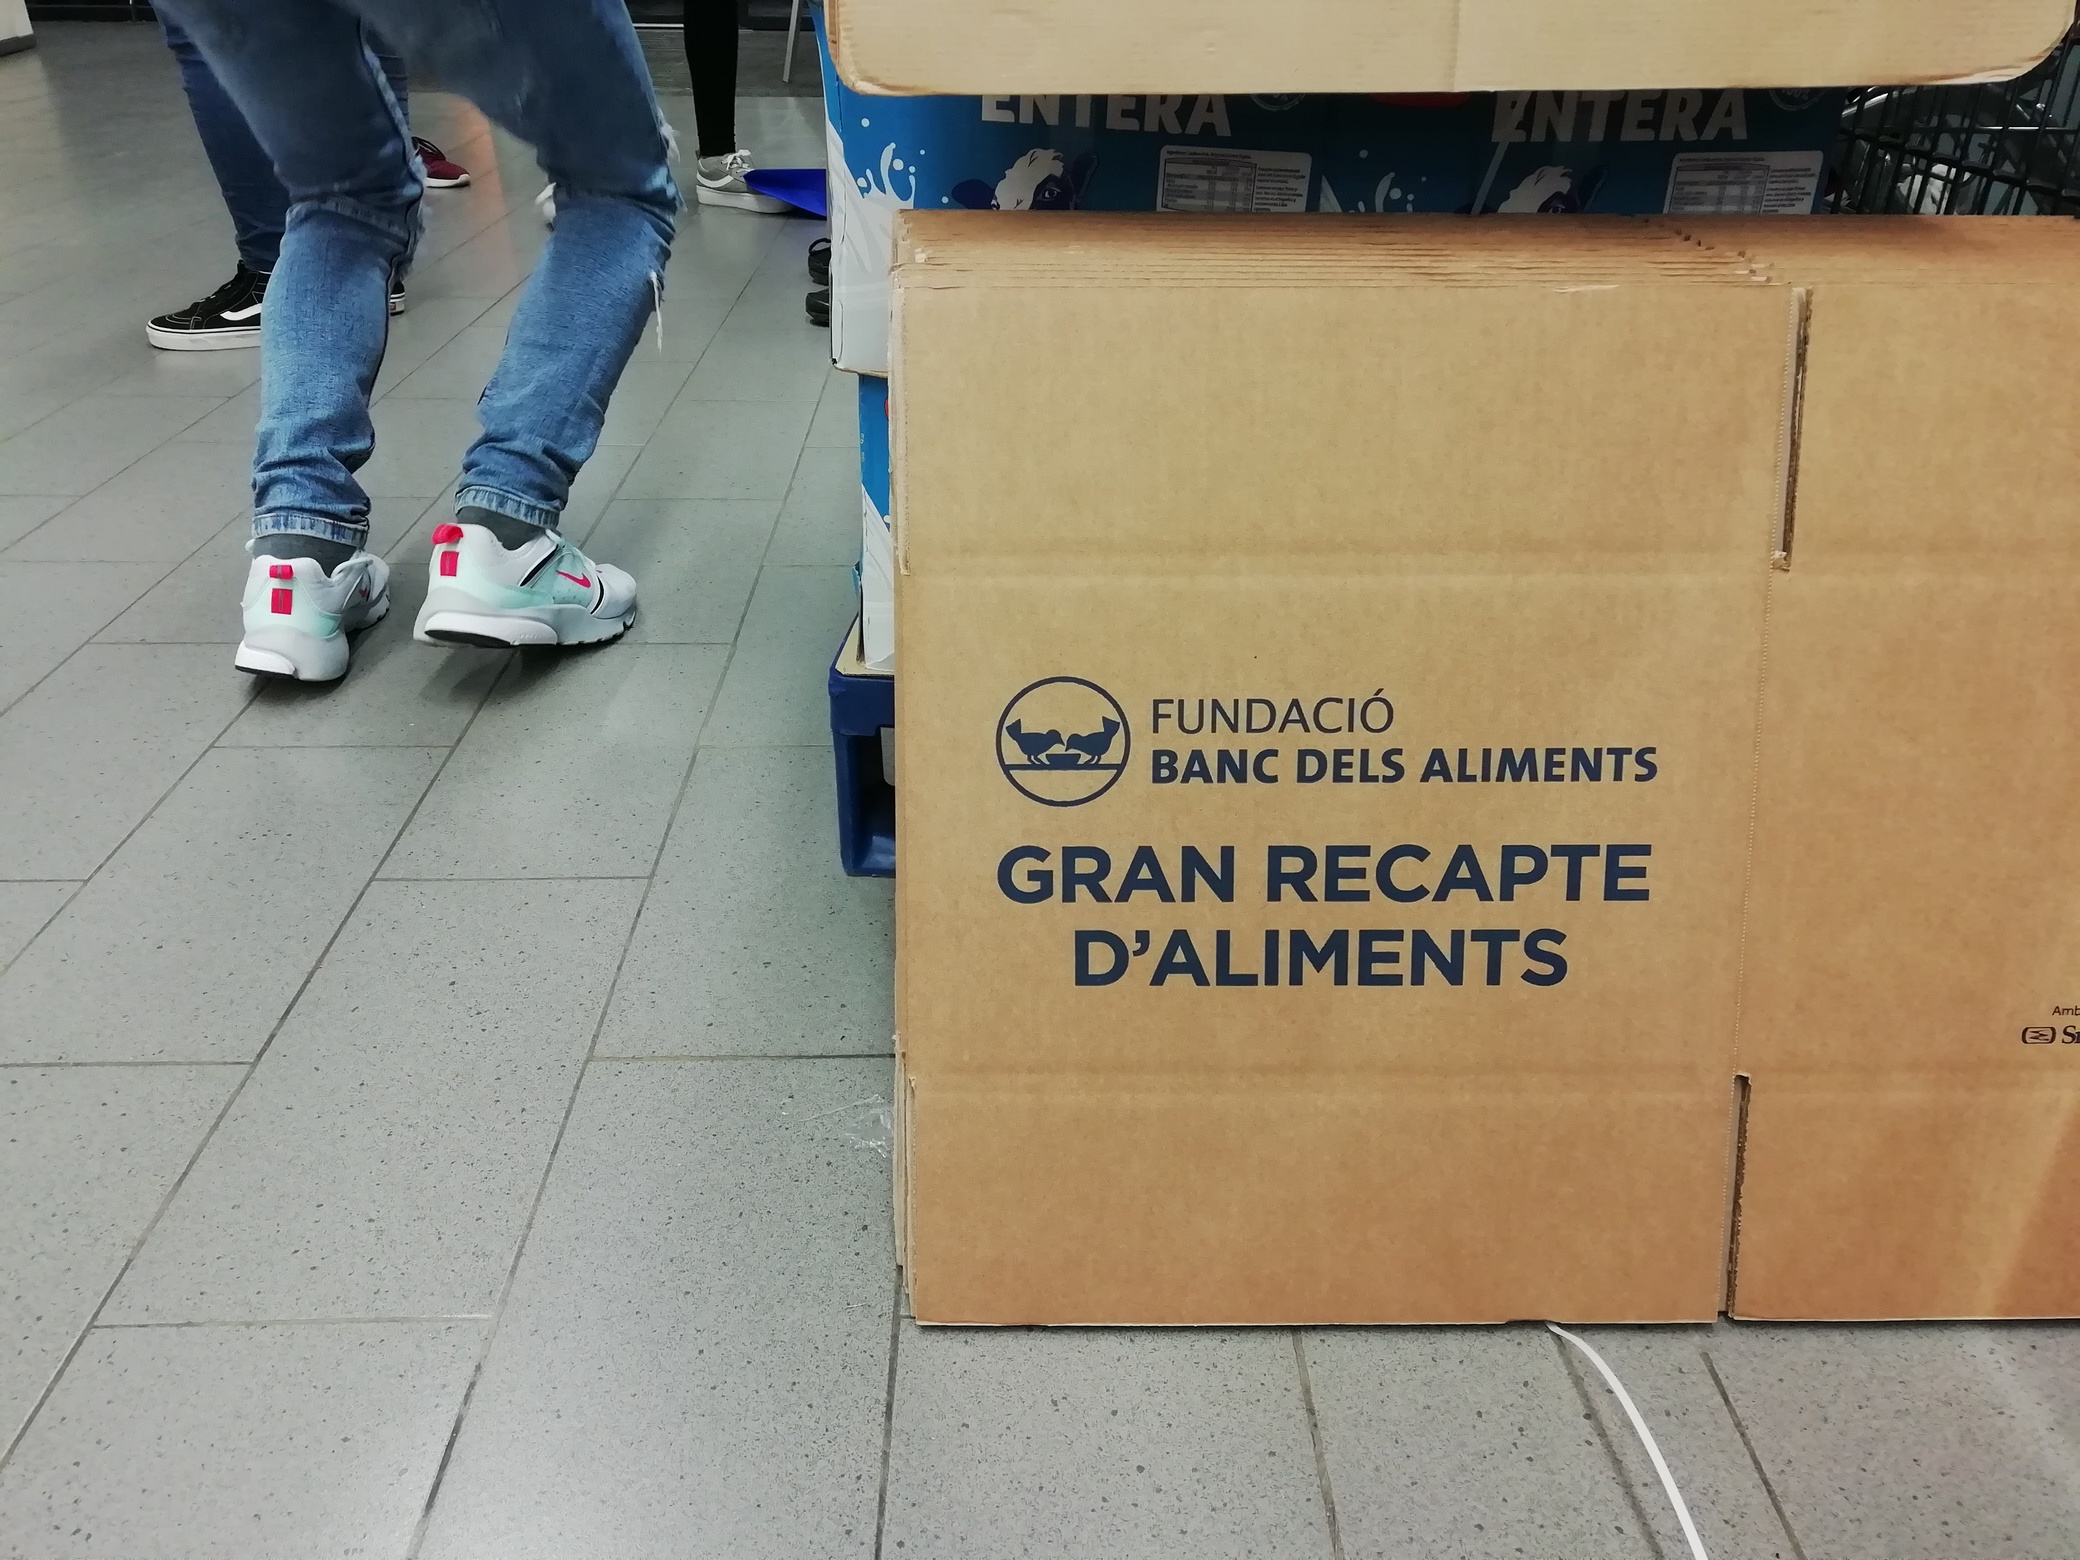 ENTERA
ENTERA
FUNDACIÓ
BANC DELS ALIMENTS
GRAN RECAPTE
D'ALIMENTS